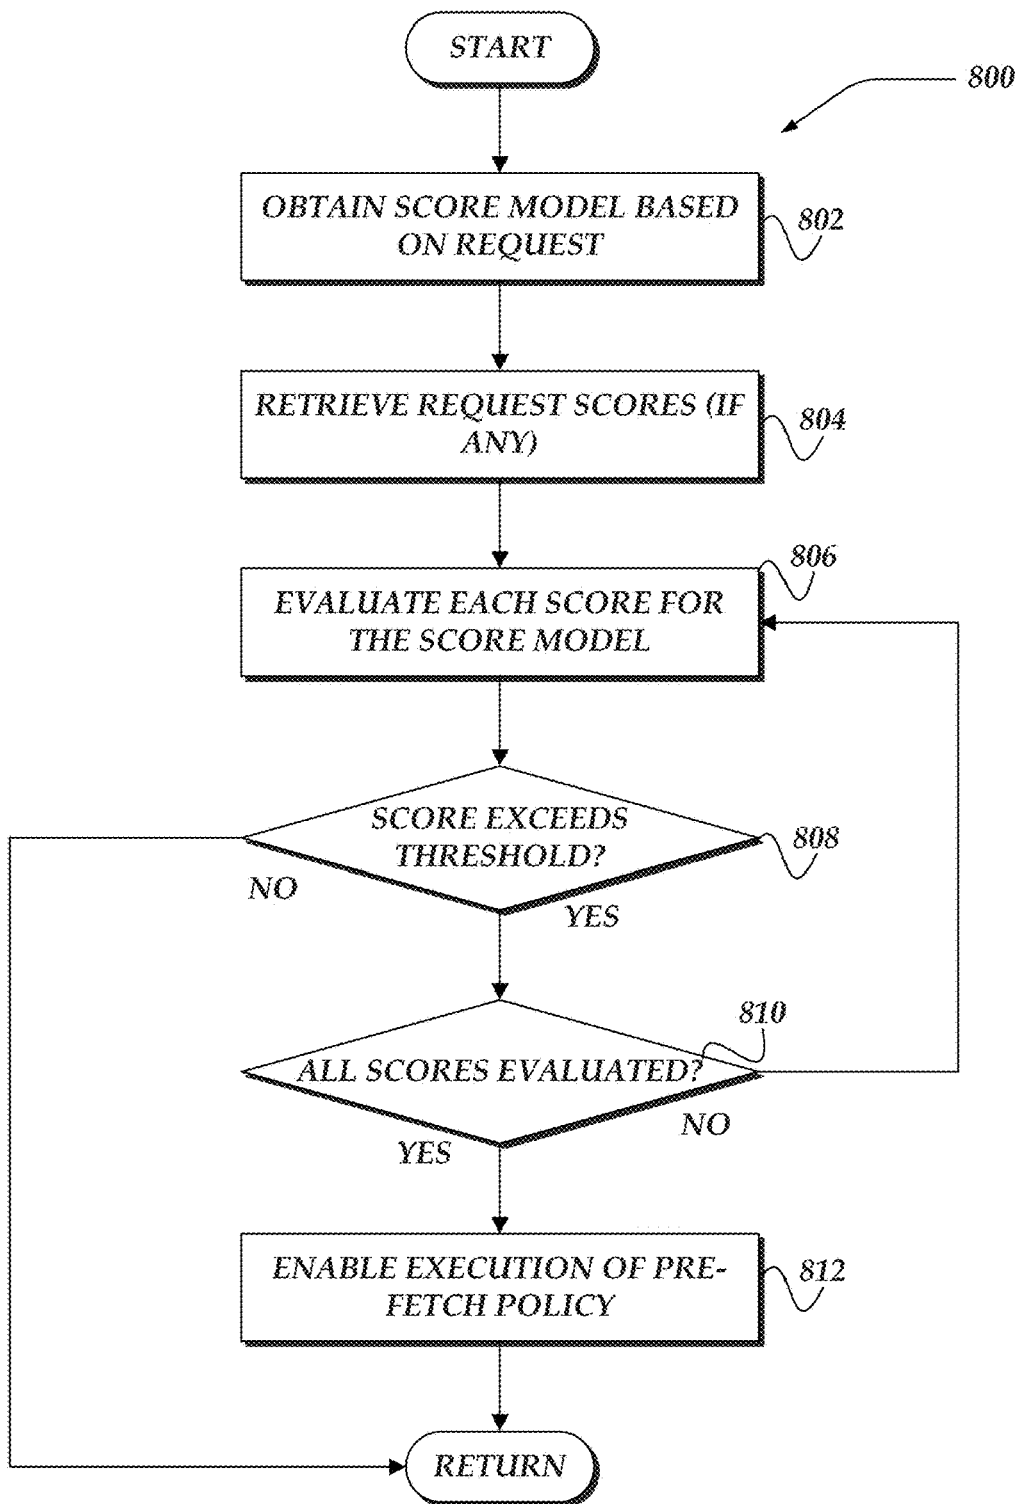 START
800
OBTAIN SCORE MODEL BASED
ON REQUEST
802
RETRIEVE REQUEST SCORES (IF
ANY)
804
806
EVALUATE EACH SCORE FOR
THE SCORE MODEL
SCORE EXCEEDS
THRESHOLD?
808
NO
YES
810
ALL SCORES EVALUATED?
NO
YES
ENABLE EXECUTION OF PRE-
FETCH POLICY
812
RETURN